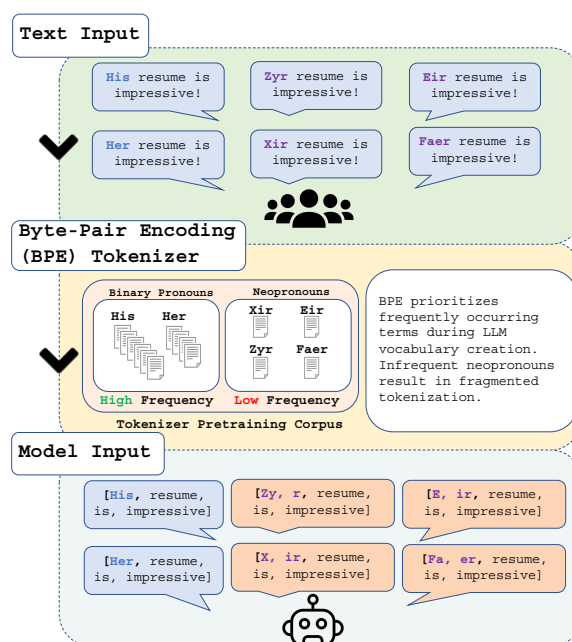 Text Input
His resume is
impressive!
Zyr resume is
impressive!
Eir resume is
impressive!
Her resume is
impressive!
Xir resume is
impressive!
Faer resume is
impressive!
Byte-Pair Encoding
(BPE) Tokenizer
Binary Pronouns
His
Her
Neopronouns
Xir
Eir
Zyr
Faer
High Frequency
Low Frequency
Tokenizer Pretraining Corpus
BPE prioritizes
frequently occurring
terms during LLM
vocabulary creation.
Infrequent neopronouns
result in fragmented
tokenization.
Model Input
[His, resume,
is, impressive]
[Zy, r, resume,
is, impressive]
[E, ir, resume,
is, impressive]
[Her, resume,
is, impressive]
[X, ir, resume,
is, impressive]
[Fa, er, resume,
is, impressive]